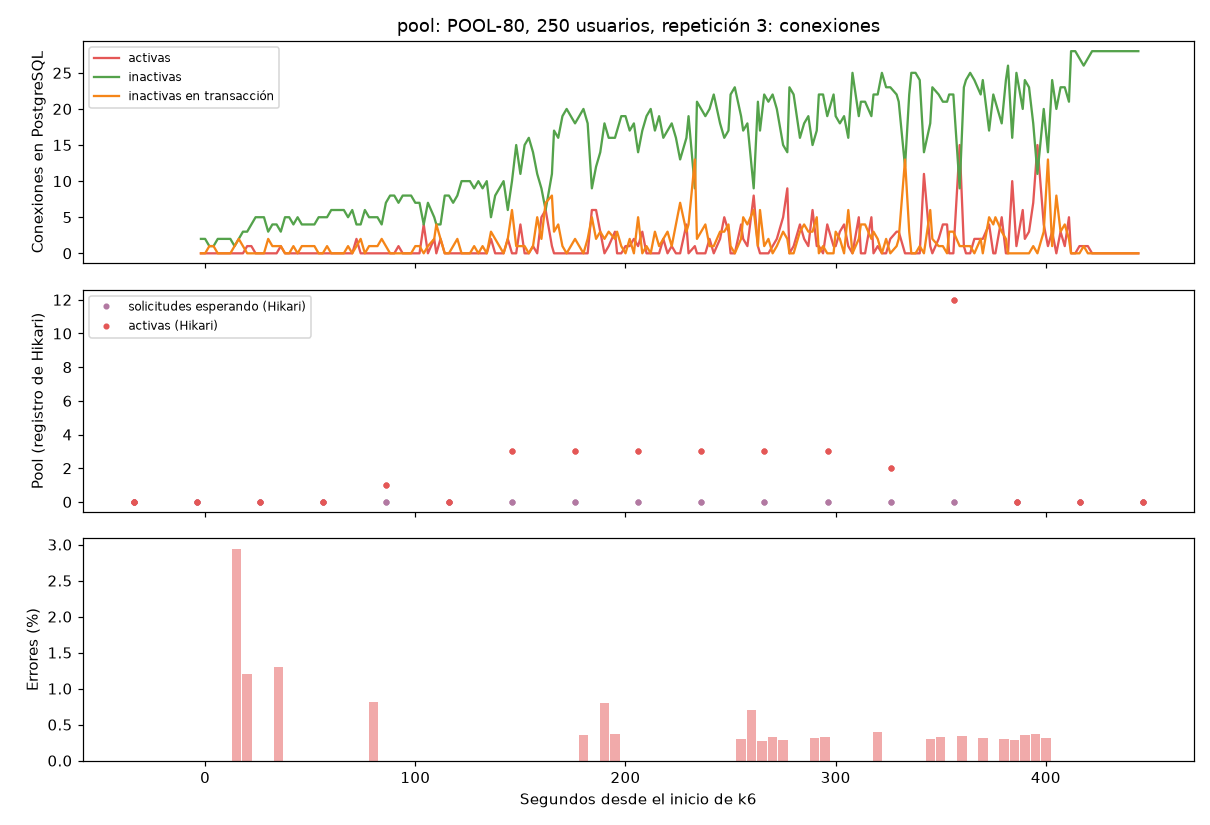 pool: POOL-80, 250 usuarios, repetición 3: conexiones
Conexiones en PostgreSQL
25
20
15
10
5
0
activas
inactivas
inactivas en transacción
Pool (registro de Hikari)
12
10
8
6
4
2
0
solicitudes esperando (Hikari)
activas (Hikari)
Errores (%)
3.0
2.5
2.0
1.5
1.0
0.5
0.0
0
100
200
300
400
Segundos desde el inicio de k6